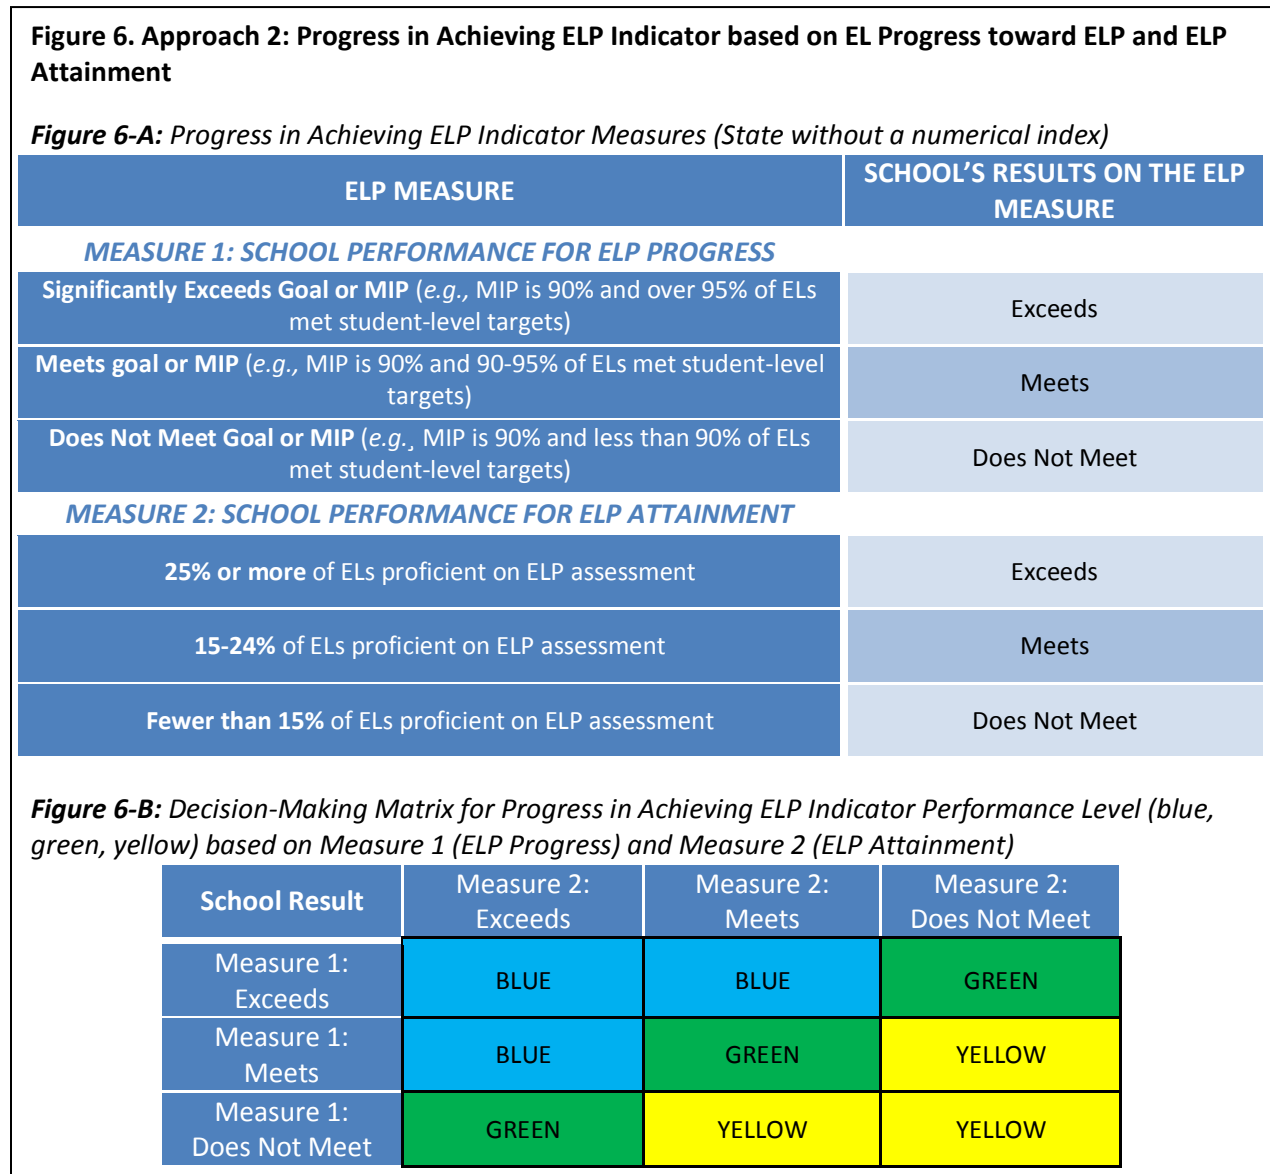 Figure 6. Approach 2: Progress in Achieving ELP Indicator based on EL Progress toward ELP and ELP
Attainment
Figure 6-A: Progress in Achieving ELP Indicator Measures (State without a numerical index)
ELP MEASURE
SCHOOL’S RESULTS ON THE ELP
MEASURE
MEASURE 1: SCHOOL PERFORMANCE FOR ELP PROGRESS
Significantly Exceeds Goal or MIP (e.g., MIP is 90% and over 95% of ELs
met student-level targets)
Exceeds
Meets goal or MIP (e.g., MIP is 90% and 90-95% of ELs met student-level
targets)
Meets
Does Not Meet Goal or MIP (e.g.¸ MIP is 90% and less than 90% of ELs
met student-level targets)
Does Not Meet
MEASURE 2: SCHOOL PERFORMANCE FOR ELP ATTAINMENT
25% or more of ELs proficient on ELP assessment
Exceeds
15-24% of ELs proficient on ELP assessment
Meets
Fewer than 15% of ELs proficient on ELP assessment
Does Not Meet
Figure 6-B: Decision-Making Matrix for Progress in Achieving ELP Indicator Performance Level (blue,
green, yellow) based on Measure 1 (ELP Progress) and Measure 2 (ELP Attainment)
School Result
Measure 2:
Exceeds
Measure 2:
Meets
Measure 2:
Does Not Meet
Measure 1:
Exceeds
BLUE
BLUE
GREEN
Measure 1:
Meets
BLUE
GREEN
YELLOW
Measure 1:
Does Not Meet
GREEN
YELLOW
YELLOW